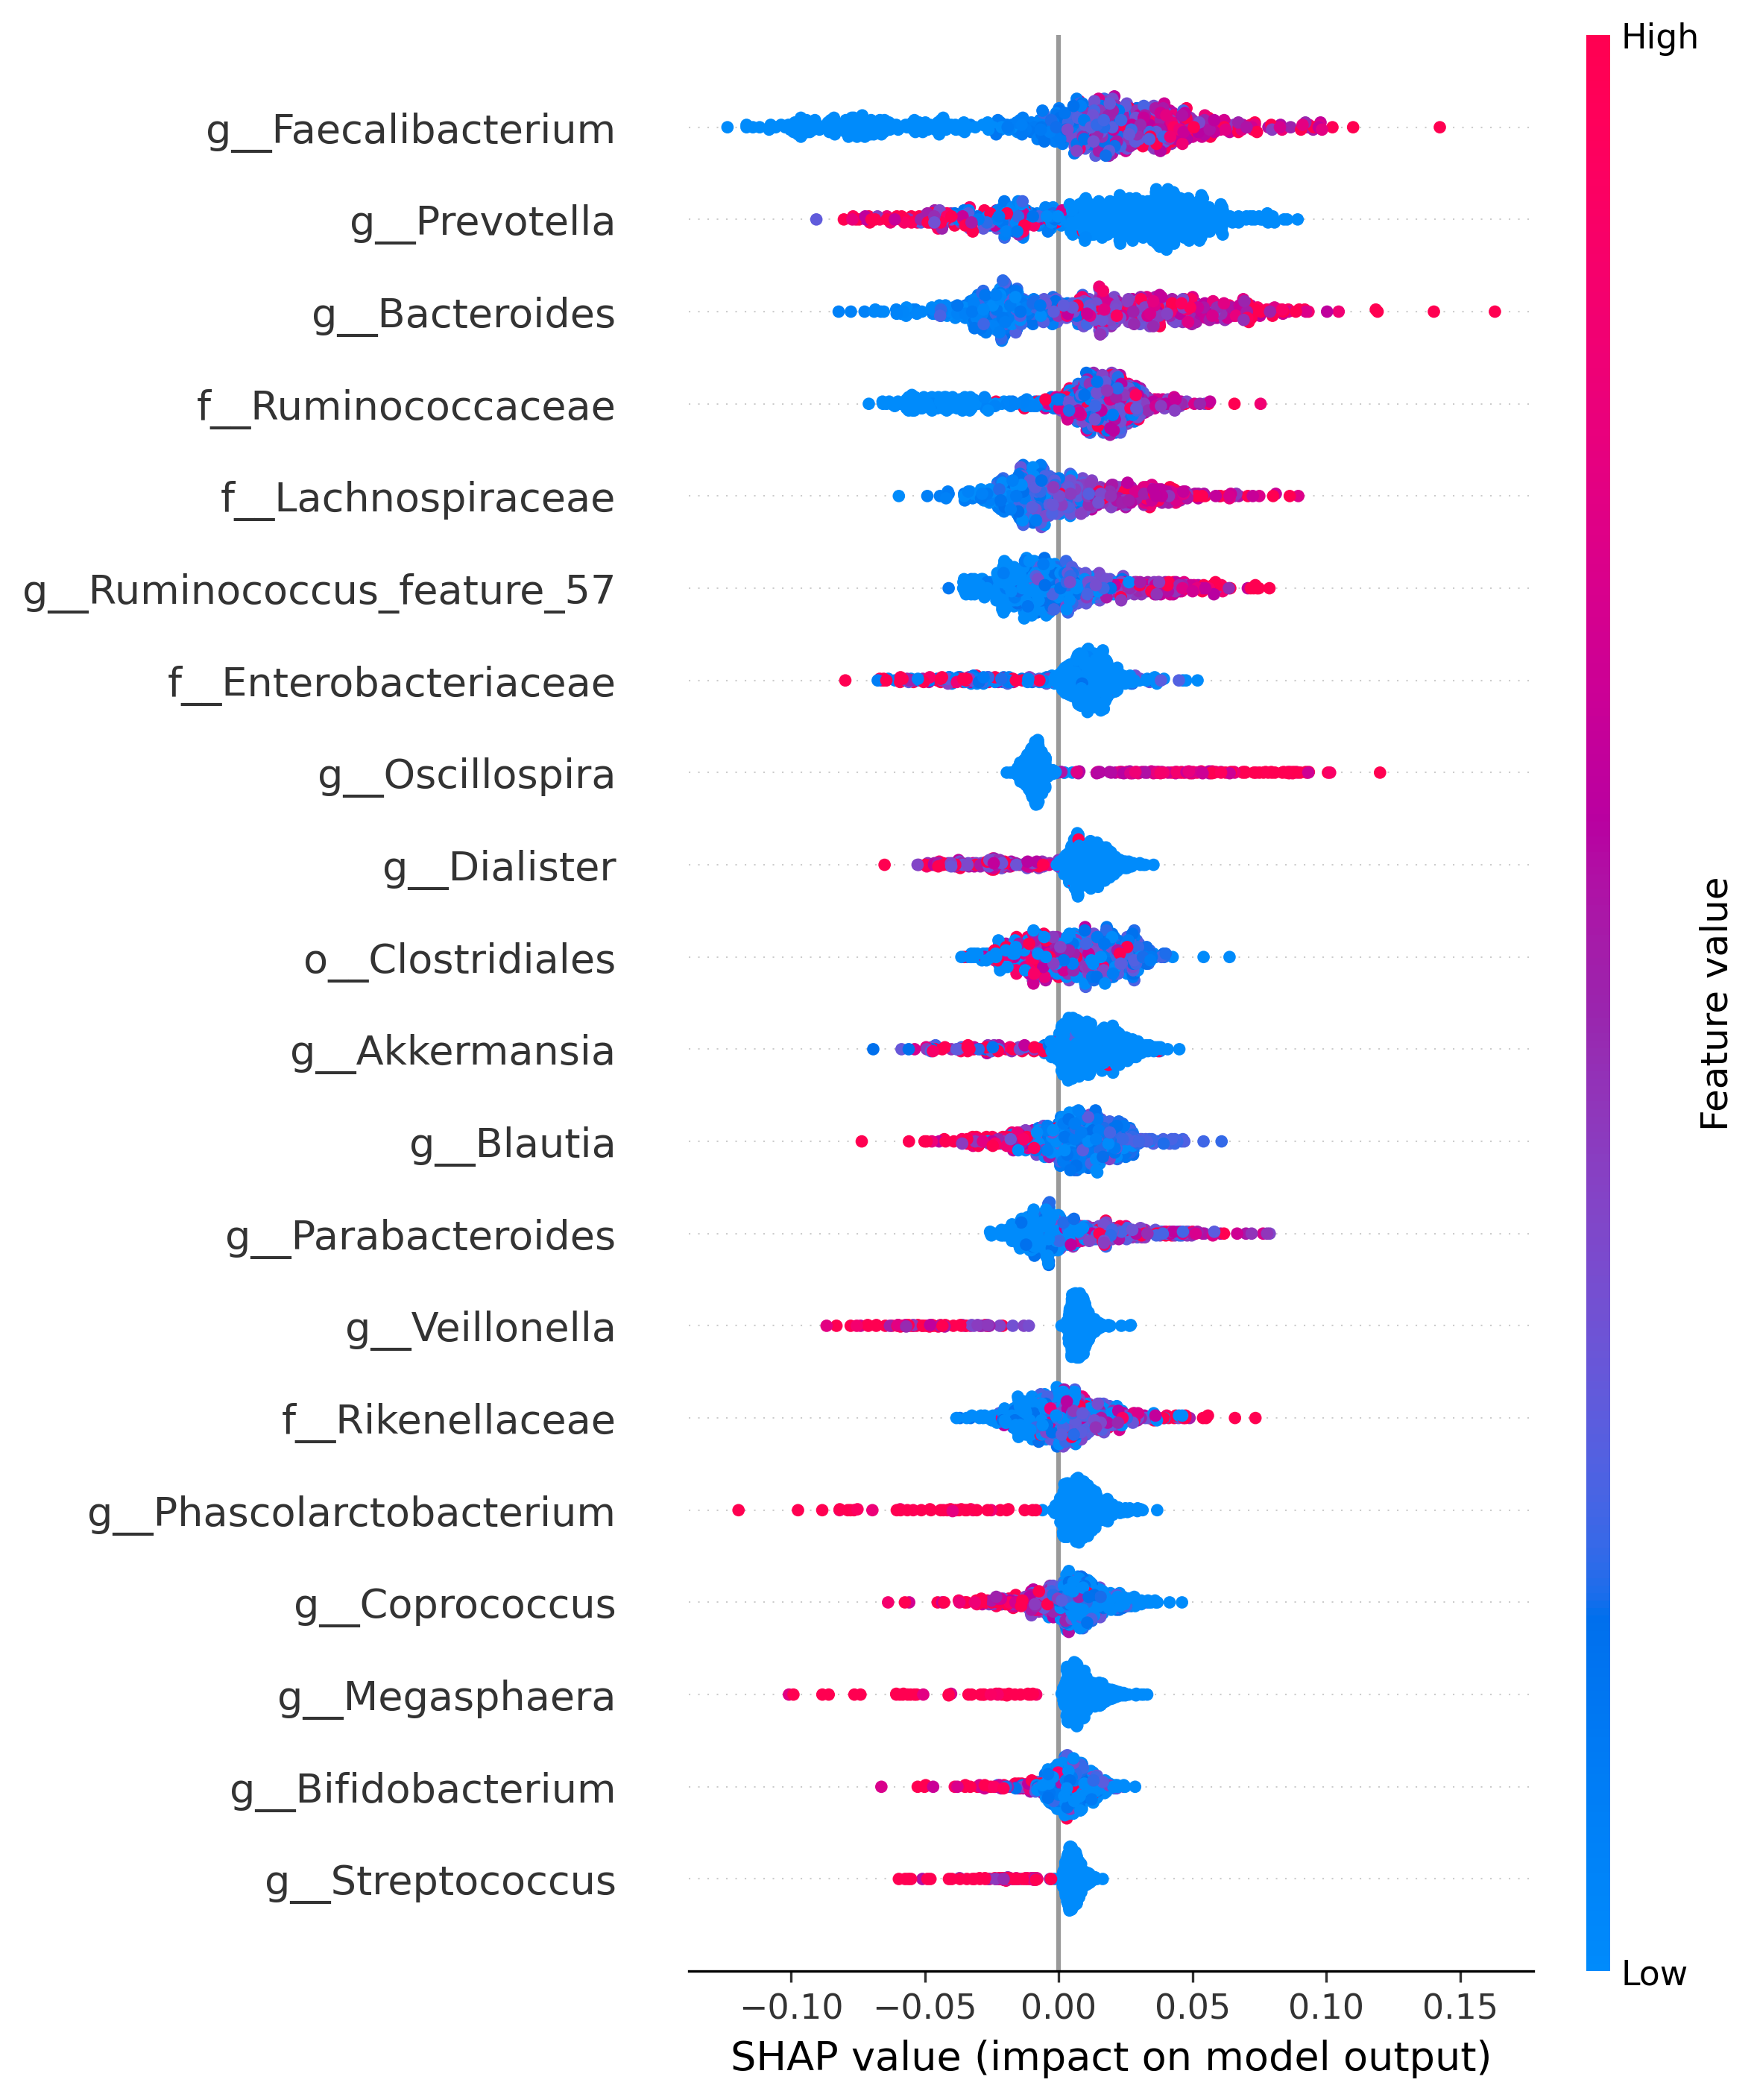 High
g__Faecalibacterium
g__Prevotella
g__Bacteroides
f__Ruminococcaceae
f__Lachnospiraceae
g__Ruminococcus_feature_57
f__Enterobacteriaceae
g__Oscillospira
g__Dialister
o__Clostridiales
g__Akkermansia
g__Blautia
g__Parabacteroides
g__Veillonella
f__Rikenellaceae
g__Phascolarctobacterium
g__Coprococcus
g__Megasphaera
g__Bifidobacterium
g__Streptococcus
Feature value
Low
−0.10 −0.05 0.00 0.05 0.10 0.15
SHAP value (impact on model output)